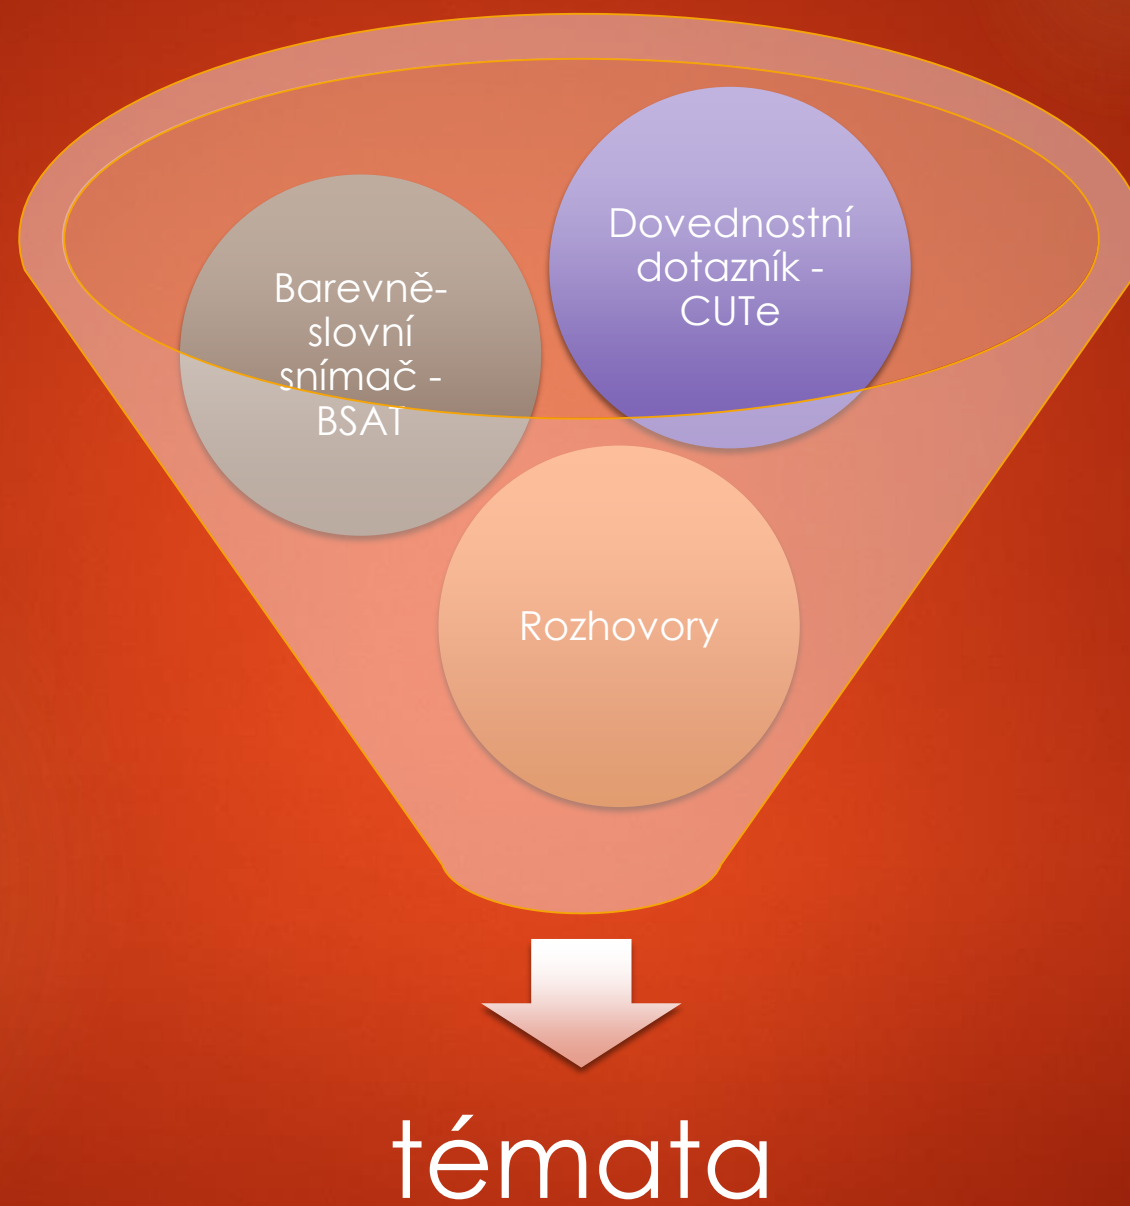 Barevně-
slovní
snímač -
BSAT
Dovednostní
dotazník -
CUTe
Rozhovory
témata